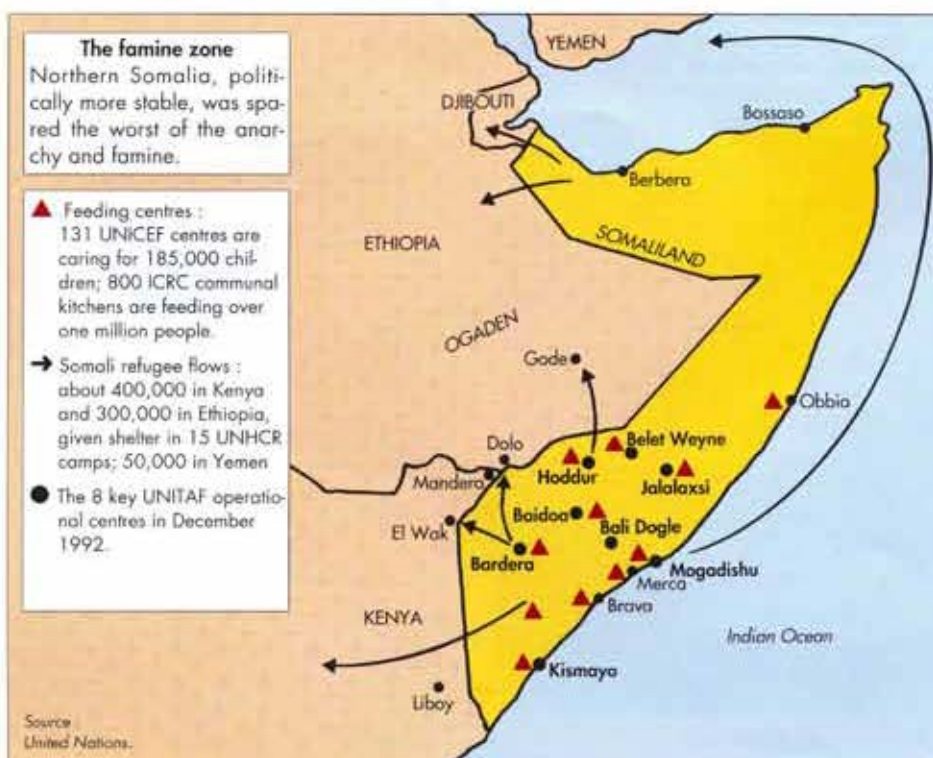 The famine zone
Northern Somalia, politi-
cally more stable, was spa-
red the worst of the anar-
chy and famine.
Feeding centres :
131 UNICEF centres are
caring for 185,000 chil-
dren; 800 ICRC communal
kitchens are feeding over
one million people.
Somali refugee flows :
about 400,000 in Kenya
and 300,000 in Ethiopia,
given shelter in 15 UNHCR
camps; 50,000 in Yemen
The 8 key UNITAF operatio-
nal centres in December
1992.
YEMEN
DJIBOUTI
Bossaso
Berbera
ETHIOPIA
SOMALILAND
OGADEN
Gode
Obbia
Dolo
Belet Weyne
Mandera
Hoddur
Jalalaxsi
El Wak
Baidoa
Bali Dogle
Bardera
Mogadishu
Merca
Brava
KENYA
Indian Ocean
Kismaya
Liboy
Source
United Nations.